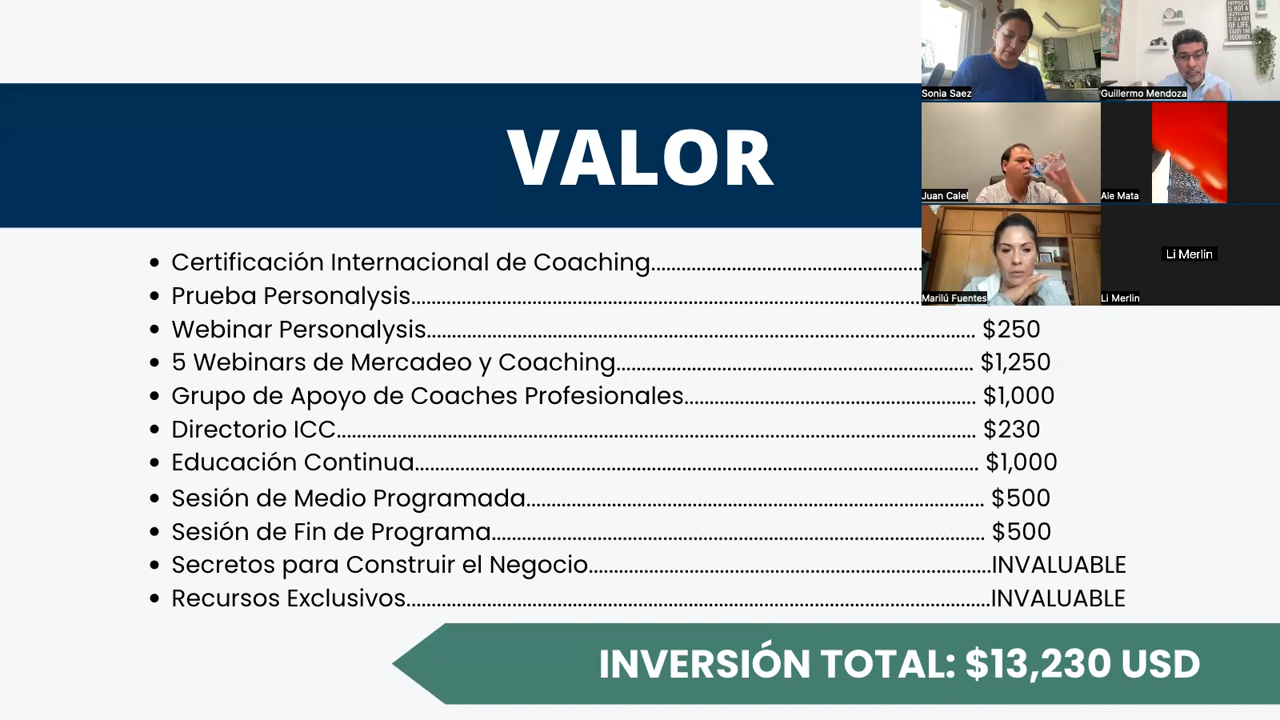 VALOR
• Certificación Internacional de Coaching..........
• Prueba Personalysis..........
• Webinar Personalysis.......... $250
• 5 Webinars de Mercadeo y Coaching.......... $1,250
• Grupo de Apoyo de Coaches Profesionales.......... $1,000
• Directorio ICC.......... $230
• Educación Continua.......... $1,000
• Sesión de Medio Programada.......... $500
• Sesión de Fin de Programa.......... $500
• Secretos para Construir el Negocio..........INVALUABLE
• Recursos Exclusivos..........INVALUABLE
INVERSIÓN TOTAL: $13,230 USD
Sonia Saez
Guillermo Mendoza
Juan Calel
Ale Mata
Marilú Fuentes
Li Merlin
Li Merlin